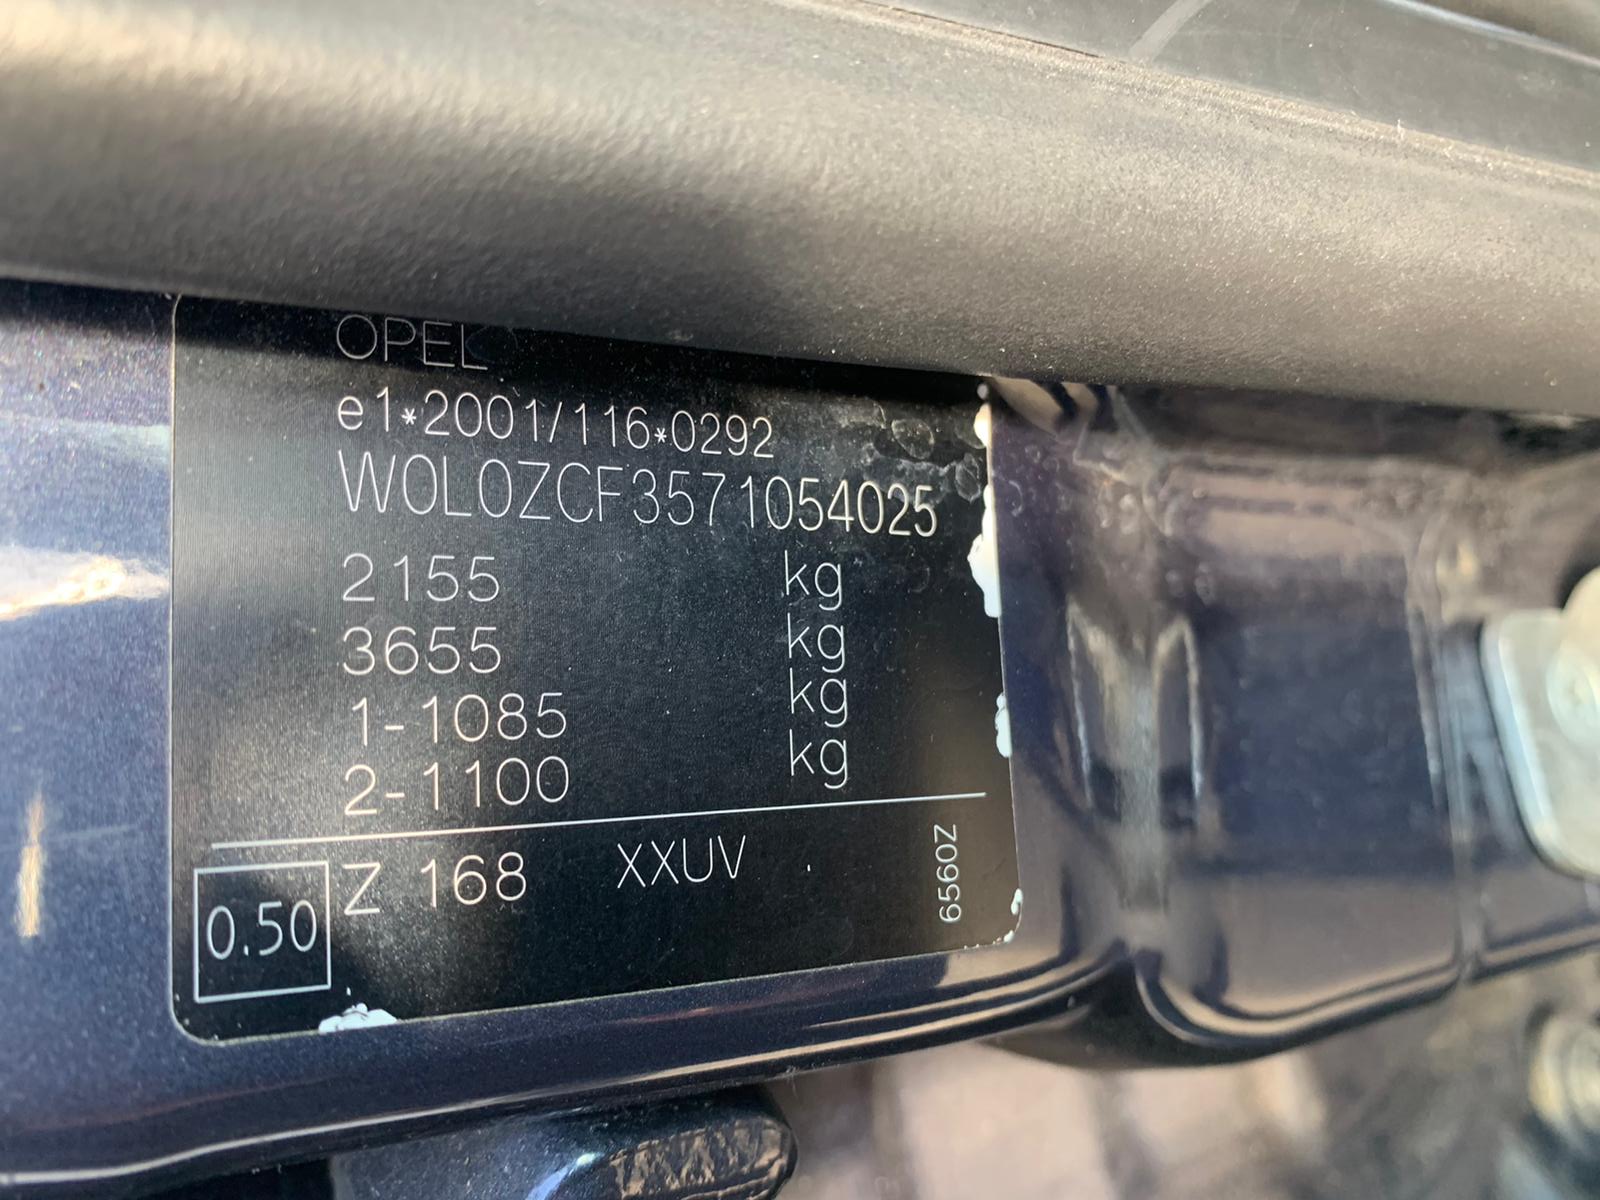 OPEL
e1*2001/116*0292
W0L0ZCF3571054025
2155 kg
3655 kg
1-1085 kg
2-1100 kg
0.50 Z 168 XXUV
6560Z